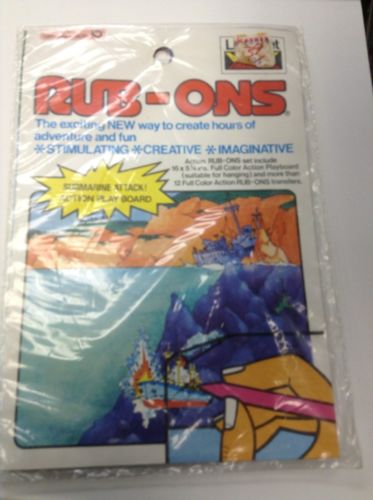 RUB-ONS®
The exciting NEW way to create hours of
adventure and fun
*STIMULATING *CREATIVE *IMAGINATIVE
Action RUB-ONS set include
Full Color Action Playboard
(suitable for hanging) and more than
12 Full Color Action RUB-ONS transfers.
SUBMARINE ATTACK!
ACTION PLAY BOARD